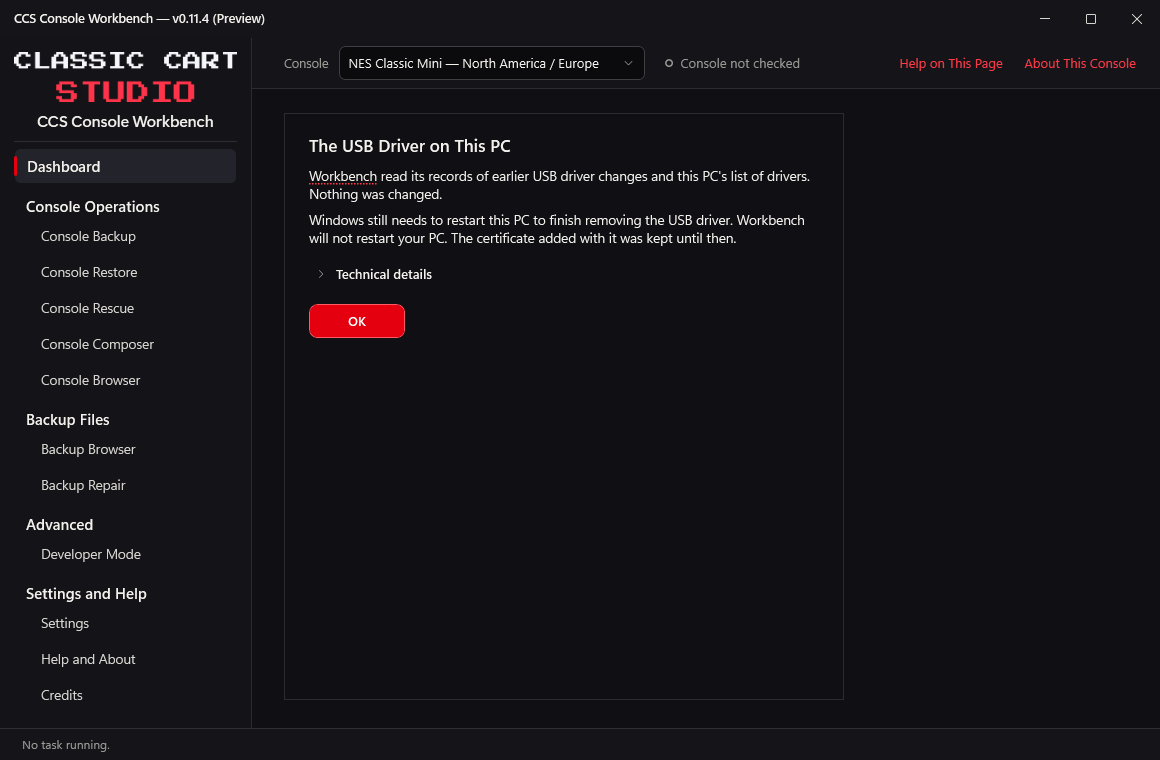 CCS Console Workbench — v0.11.4 (Preview)
CLASSIC CART
STUDIO
CCS Console Workbench
Dashboard
Console Operations
Console Backup
Console Restore
Console Rescue
Console Composer
Console Browser
Backup Files
Backup Browser
Backup Repair
Advanced
Developer Mode
Settings and Help
Settings
Help and About
Credits
Console
NES Classic Mini — North America / Europe
Console not checked
Help on This Page
About This Console
The USB Driver on This PC
Workbench read its records of earlier USB driver changes and this PC's list of drivers.
Nothing was changed.
Windows still needs to restart this PC to finish removing the USB driver. Workbench
will not restart your PC. The certificate added with it was kept until then.
Technical details
OK
No task running.